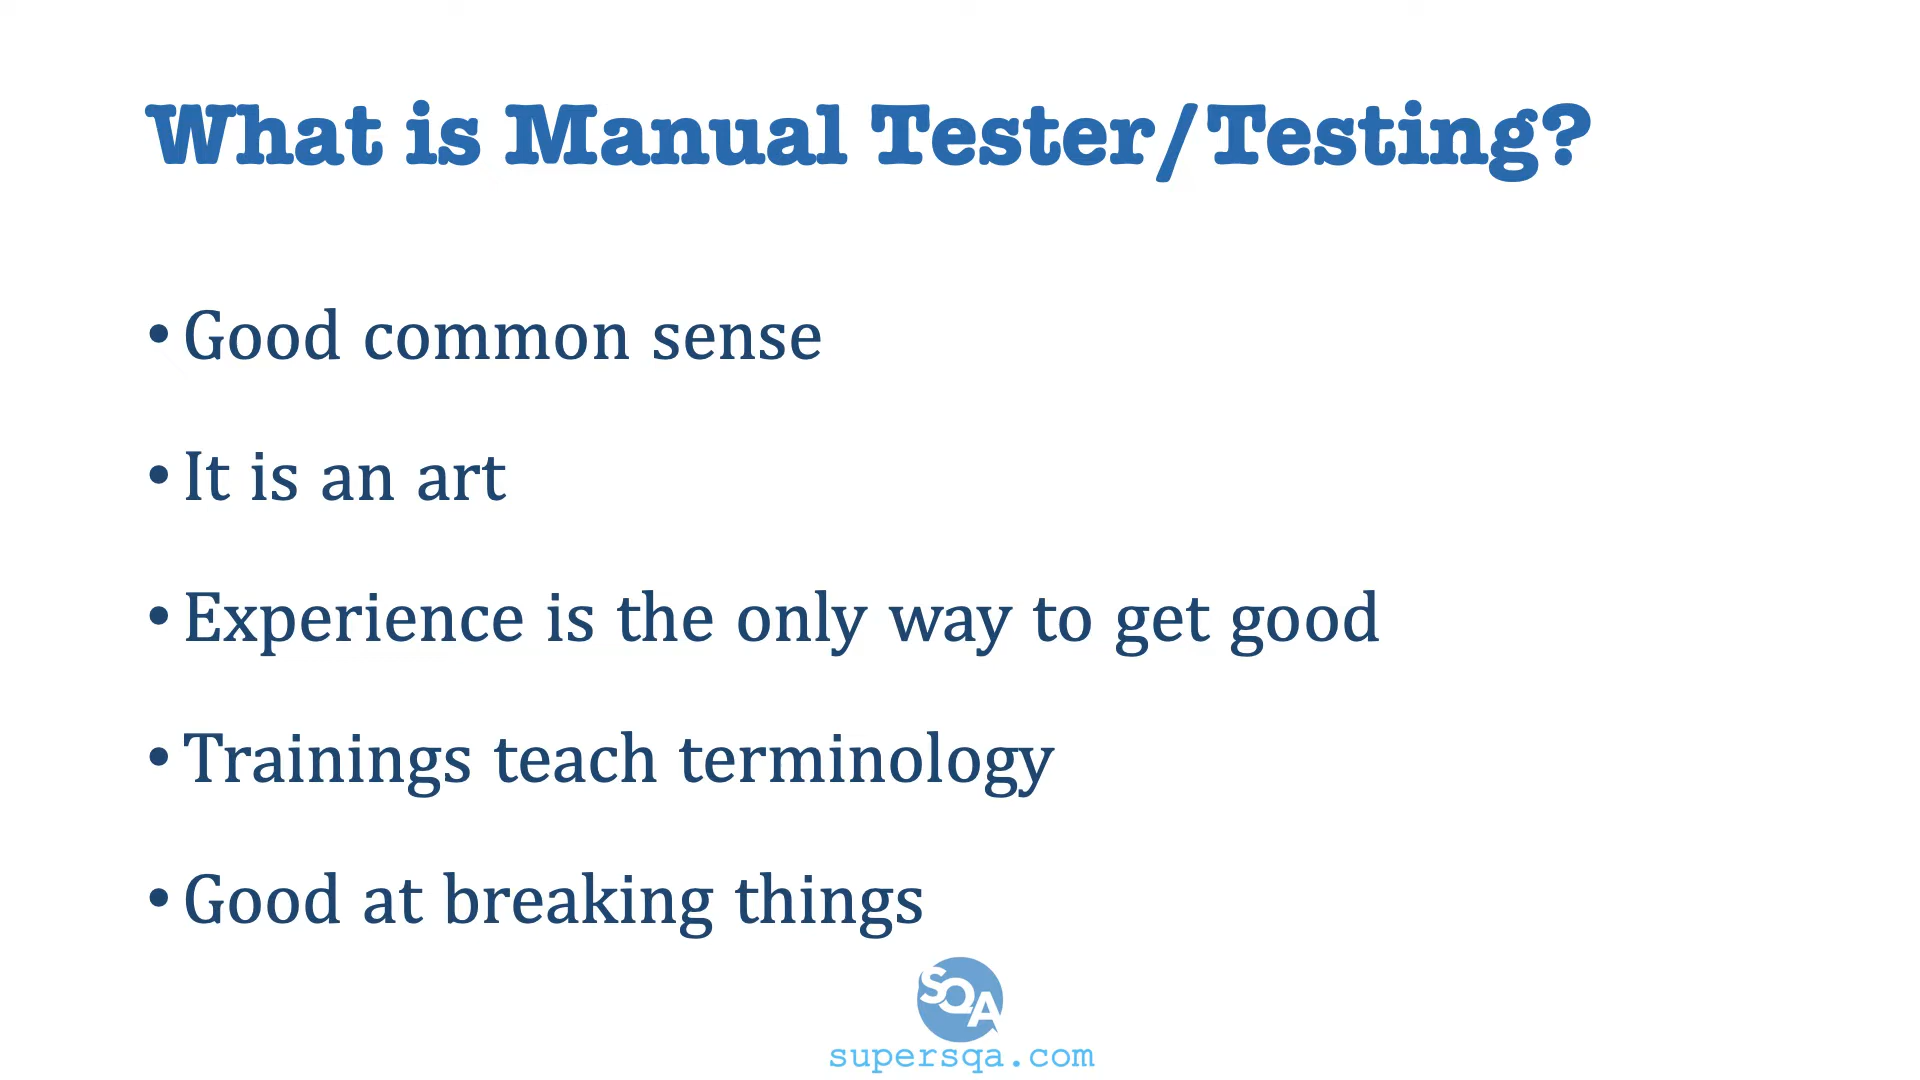 What is Manual Tester/Testing?
• Good common sense
• It is an art
• Experience is the only way to get good
• Trainings teach terminology
• Good at breaking things
SQA
supersqa.com